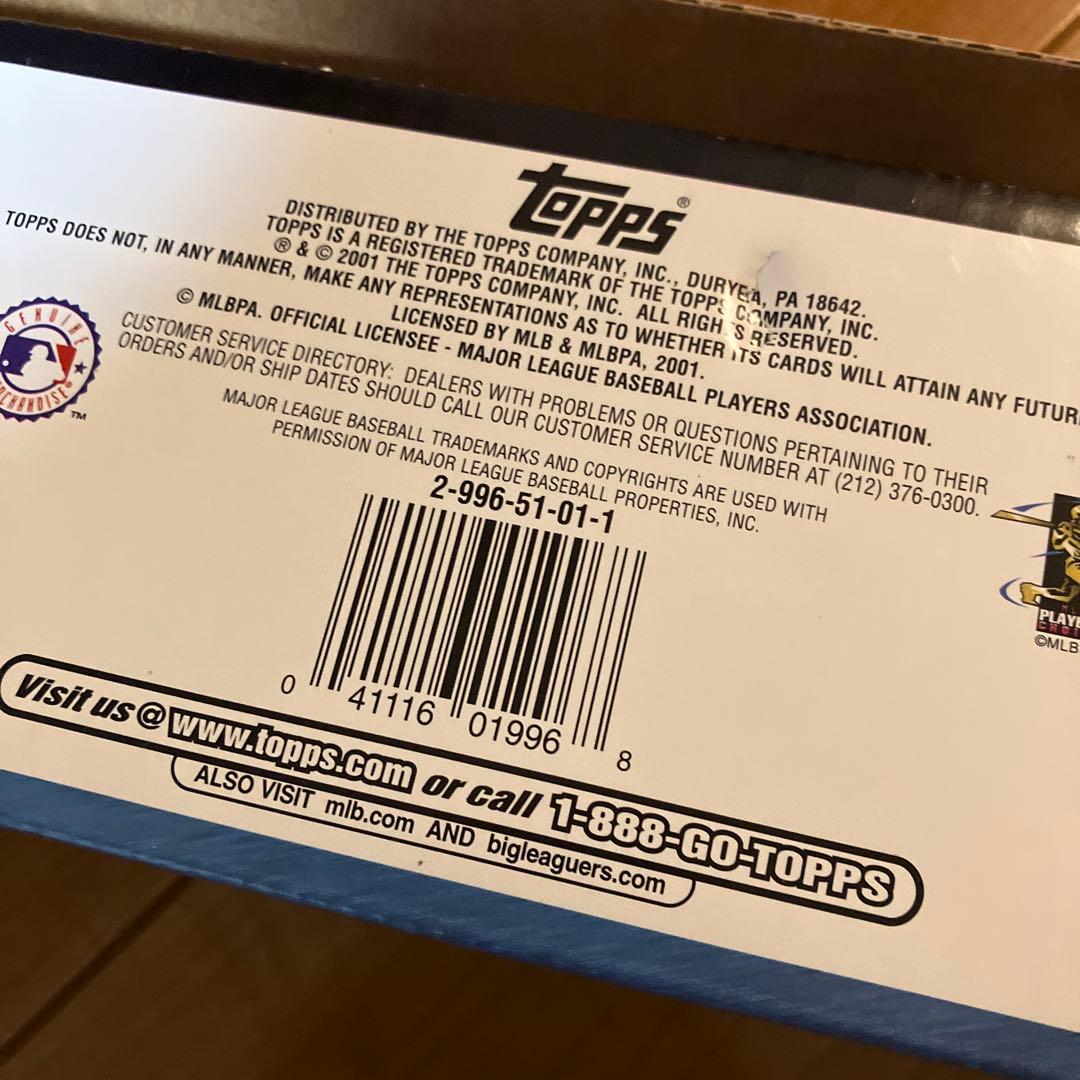 Topps®
DISTRIBUTED BY THE TOPPS COMPANY, INC., DURYEA, PA 18642.
TOPPS IS A REGISTERED TRADEMARK OF THE TOPPS COMPANY, INC.
® & © 2001 THE TOPPS COMPANY, INC. ALL RIGHTS RESERVED.
TOPPS DOES NOT, IN ANY MANNER, MAKE ANY REPRESENTATIONS AS TO WHETHER ITS CARDS WILL ATTAIN ANY FUTUR
LICENSED BY MLB & MLBPA, 2001.
© MLBPA. OFFICIAL LICENSEE - MAJOR LEAGUE BASEBALL PLAYERS ASSOCIATION.
CUSTOMER SERVICE DIRECTORY: DEALERS WITH PROBLEMS OR QUESTIONS PERTAINING TO THEIR
ORDERS AND/OR SHIP DATES SHOULD CALL OUR CUSTOMER SERVICE NUMBER AT (212) 376-0300.
MAJOR LEAGUE BASEBALL TRADEMARKS AND COPYRIGHTS ARE USED WITH
PERMISSION OF MAJOR LEAGUE BASEBALL PROPERTIES, INC.
GENUINE
MERCHANDISE®
TM
2-996-51-01-1
0 41116 01996 8
PLAYE
©MLB
Visit us @ www.topps.com or call 1-888-GO-TOPPS
ALSO VISIT mlb.com AND bigleaguers.com